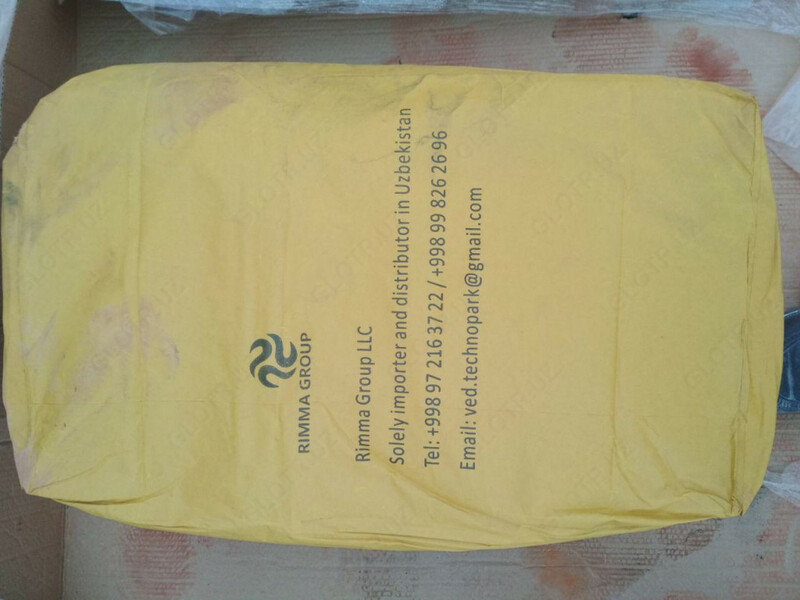 RIMMA GROUP
Rimma Group LLC
Solely importer and distributor in Uzbekistan
Tel: +998 97 216 37 22 / +998 99 826 26 96
Email: ved.technopark@gmail.com